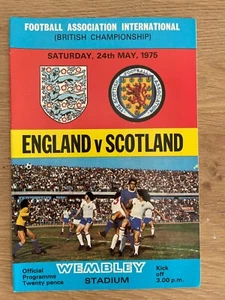 FOOTBALL ASSOCIATION INTERNATIONAL
(BRITISH CHAMPIONSHIP)
SATURDAY, 24th MAY, 1975
ENGLAND v SCOTLAND
Official
Programme
Twenty pence
WEMBLEY
STADIUM
Kick
off
3.00 p.m.